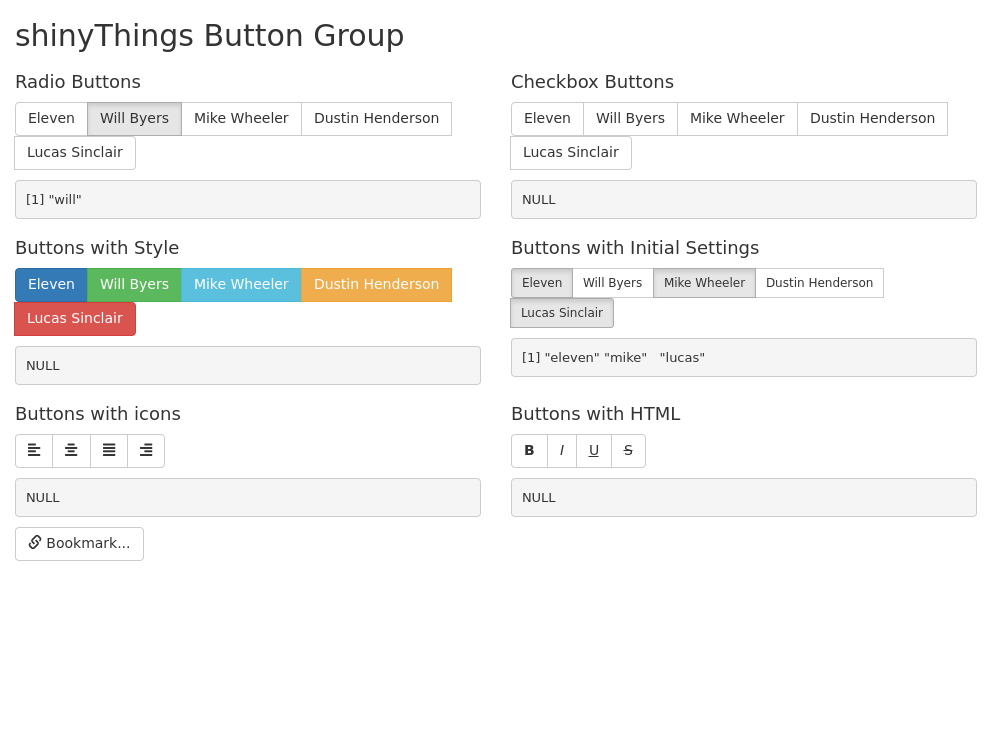 shinyThings Button Group
Radio Buttons
Eleven Will Byers Mike Wheeler Dustin Henderson
Lucas Sinclair
[1] "will"
Checkbox Buttons
Eleven Will Byers Mike Wheeler Dustin Henderson
Lucas Sinclair
NULL
Buttons with Style
Eleven Will Byers Mike Wheeler Dustin Henderson
Lucas Sinclair
NULL
Buttons with Initial Settings
Eleven Will Byers Mike Wheeler Dustin Henderson
Lucas Sinclair
[1] "eleven" "mike"   "lucas"
Buttons with icons
NULL
Bookmark...
Buttons with HTML
B I U S
NULL